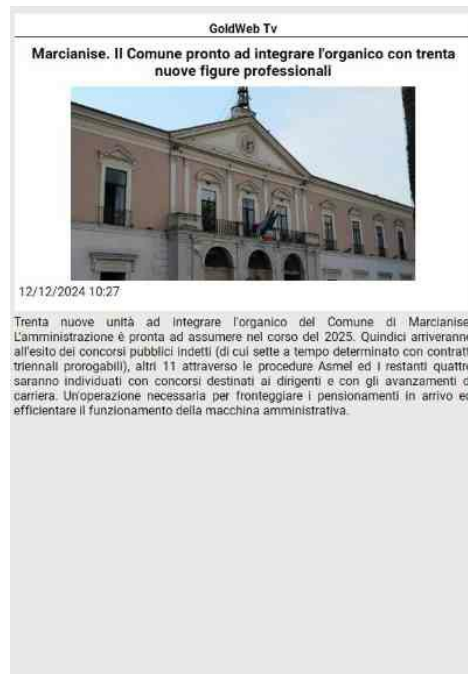 GoldWeb Tv
Marcianise. Il Comune pronto ad integrare l'organico con trenta
nuove figure professionali
12/12/2024 10:27
Trenta nuove unità ad integrare l'organico del Comune di Marcianise
L'amministrazione è pronta ad assumere nel corso del 2025. Quindici arriveranno
all'esito dei concorsi pubblici indetti (di cui sette a tempo determinato con contratt
triennali prorogabili), altri 11 attraverso le procedure Asmel ed i restanti quattro
saranno individuati con concorsi destinati ai dirigenti e con gli avanzamenti d
carriera. Un'operazione necessaria per fronteggiare i pensionamenti in arrivo ed
efficientare il funzionamento della macchina amministrativa.